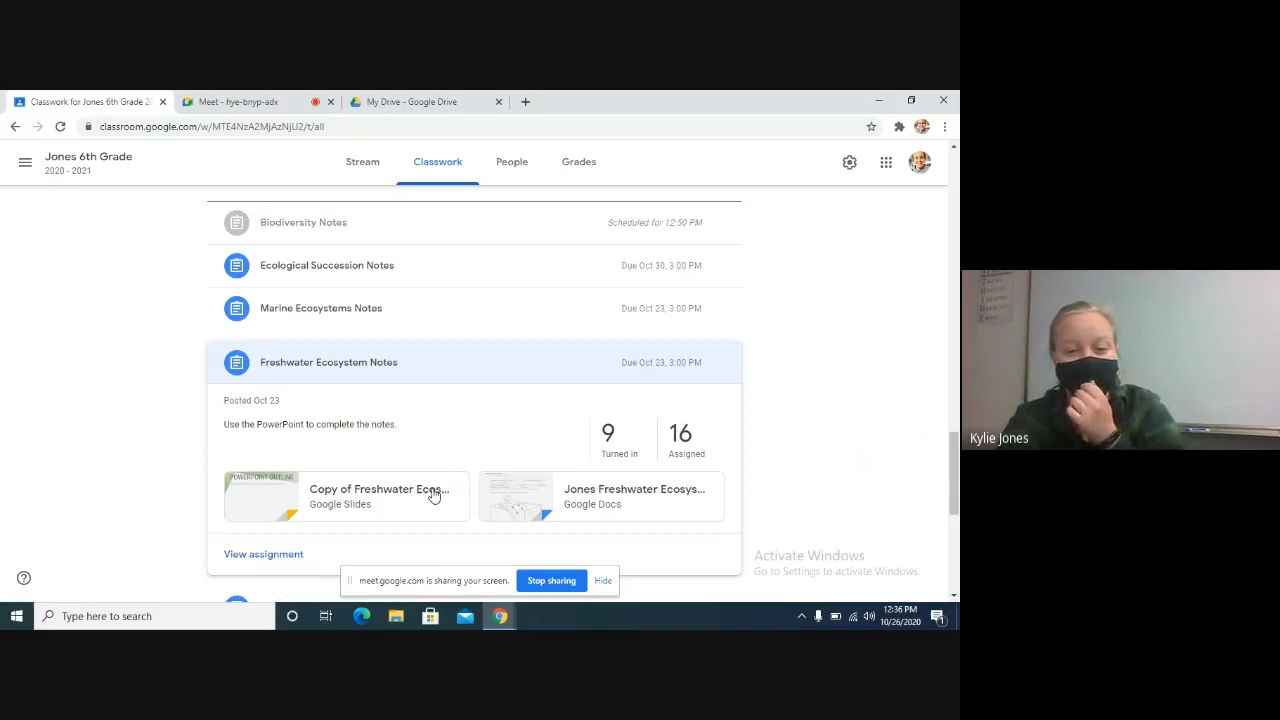 Classwork for Jones 6th Grade 20
Meet - hye-bnyp-adx
My Drive - Google Drive
classroom.google.com/w/MTE4NzA2MjAzNjU2/t/all
Jones 6th Grade
2020 - 2021
Stream
Classwork
People
Grades
Biodiversity Notes
Scheduled for 12:50 PM
Ecological Succession Notes
Due Oct 30, 3:00 PM
Marine Ecosystems Notes
Due Oct 23, 3:00 PM
Freshwater Ecosystem Notes
Due Oct 23, 3:00 PM
Posted Oct 23
Use the PowerPoint to complete the notes.
9
Turned in
16
Assigned
POWERPOINT OUTLINE
Copy of Freshwater Ecos...
Google Slides
Jones Freshwater Ecosys...
Google Docs
View assignment
Activate Windows
Go to Settings to activate Windows.
meet.google.com is sharing your screen.
Stop sharing
Hide
Type here to search
12:36 PM
10/26/2020
1
Kylie Jones